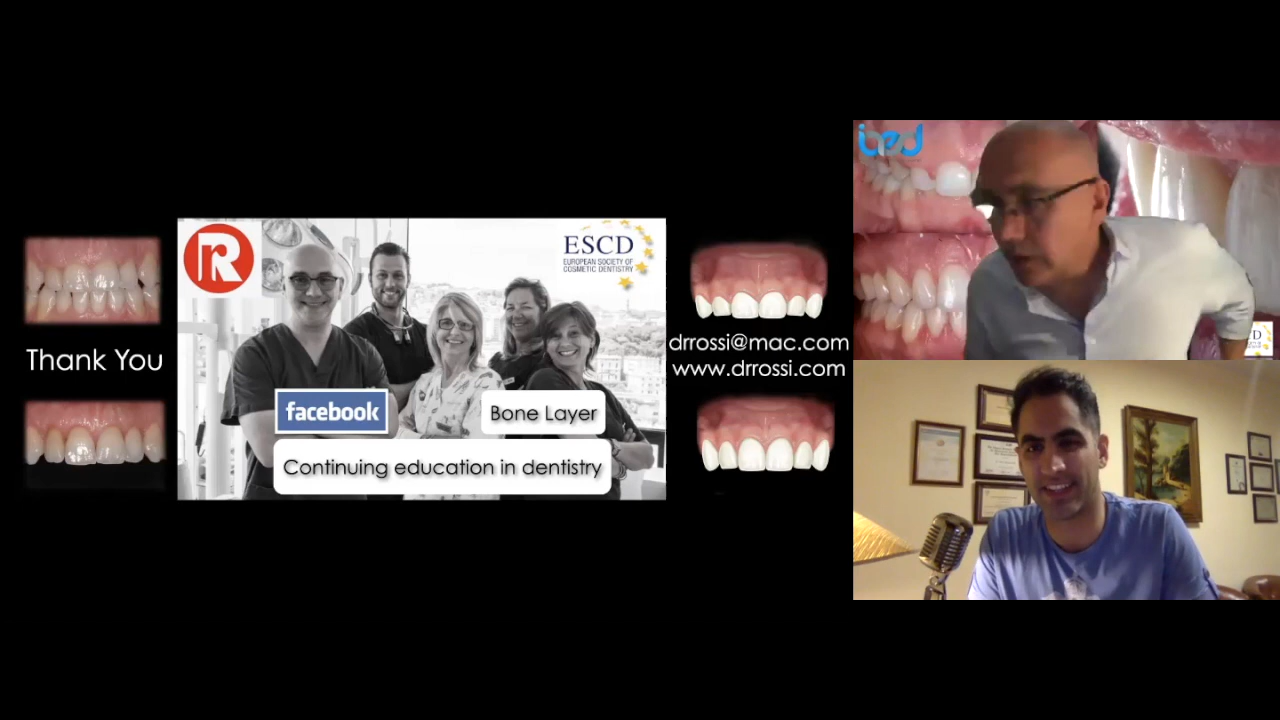 Thank You
R
ESCD
EUROPEAN SOCIETY OF
COSMETIC DENTISTRY
facebook
Bone Layer
Continuing education in dentistry
drrossi@mac.com
www.drrossi.com